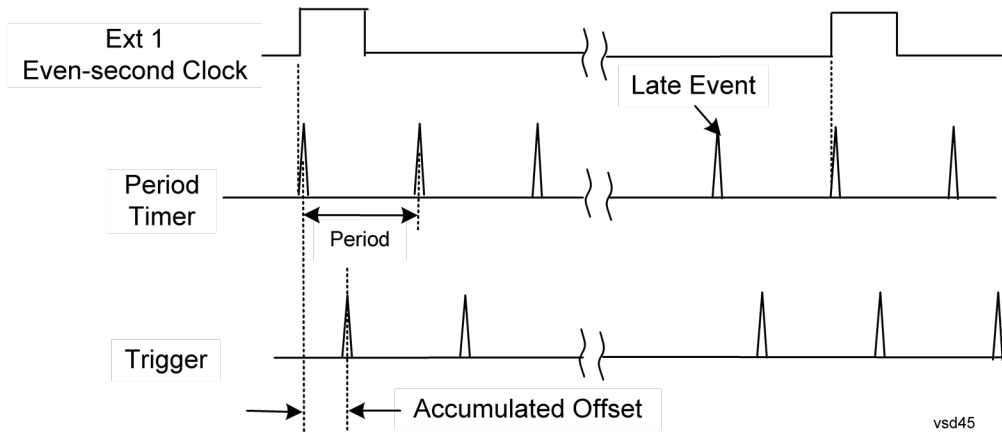 Ext 1
Even-second Clock
Late Event
Period
Timer
Period
Trigger
Accumulated Offset
vsd45